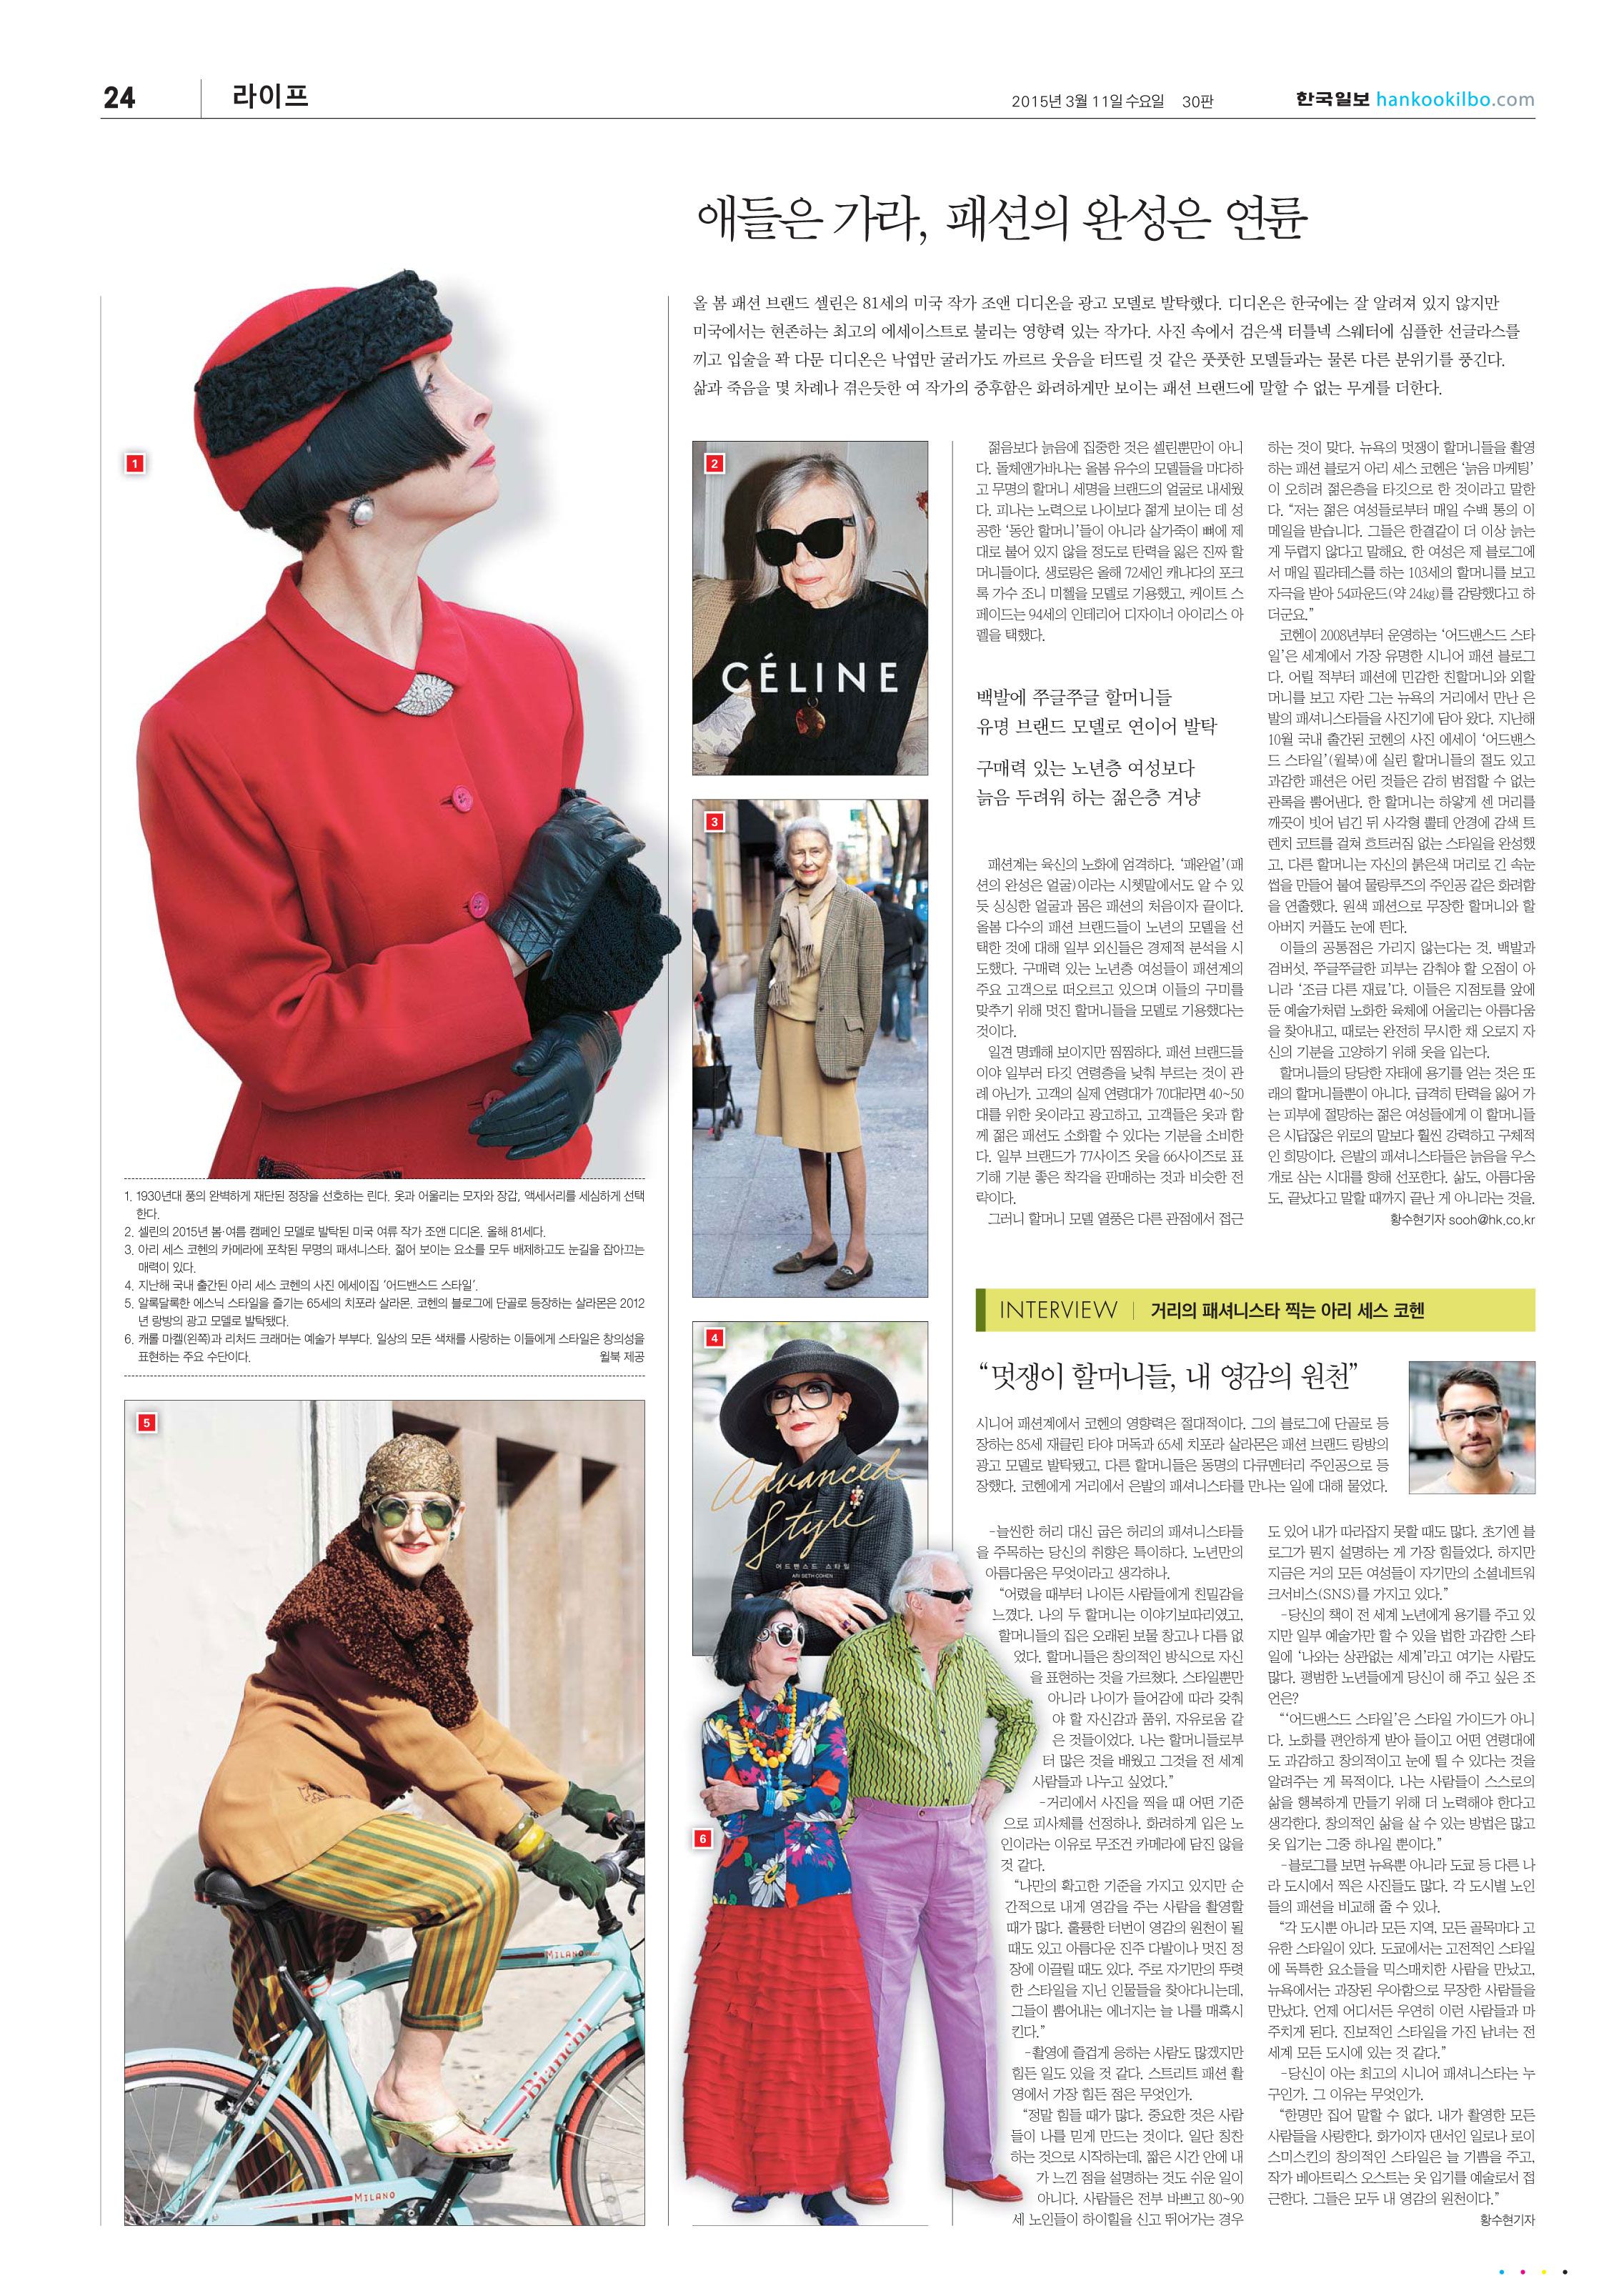 24
라이프
2015년 3월 11일 수요일 30판
한국일보 hankookilbo.com
애들은 가라, 패션의 완성은 연륜
올 봄 패션 브랜드 셀린은 81세의 미국 작가 조앤 디디온을 광고 모델로 발탁했다. 디디온은 한국에는 잘 알려져 있지 않지만
미국에서는 현존하는 최고의 에세이스트로 불리는 영향력 있는 작가다. 사진 속에서 검은색 터틀넥 스웨터에 심플한 선글라스를
끼고 입술을 꽉 다문 디디온은 낙엽만 굴러가도 까르르 웃음을 터뜨릴 것 같은 풋풋한 모델들과는 물론 다른 분위기를 풍긴다.
삶과 죽음을 몇 차례나 겪은듯한 여 작가의 중후함은 화려하게만 보이는 패션 브랜드에 말할 수 없는 무게를 더한다.
1
2
CÉLINE
3
4
Advanced
Style
어드밴스드 스타일
ARI SETH COHEN
5
MILANO
Bianchi
MILANO
6
1. 1930년대 풍의 완벽하게 재단된 정장을 선호하는 린다. 옷과 어울리는 모자와 장갑, 액세서리를 세심하게 선택
한다.
2. 셀린의 2015년 봄·여름 캠페인 모델로 발탁된 미국 여류 작가 조앤 디디온. 올해 81세다.
3. 아리 세스 코헨의 카메라에 포착된 무명의 패셔니스타. 젊어 보이는 요소를 모두 배제하고도 눈길을 잡아끄는
매력이 있다.
4. 지난해 국내 출간된 아리 세스 코헨의 사진 에세이집 ‘어드밴스드 스타일’.
5. 알록달록한 에스닉 스타일을 즐기는 65세의 치포라 살라몬. 코헨의 블로그에 단골로 등장하는 살라몬은 2012
년 랑방의 광고 모델로 발탁됐다.
6. 캐롤 마켈(왼쪽)과 리처드 크래머는 예술가 부부다. 일상의 모든 색채를 사랑하는 이들에게 스타일은 창의성을
표현하는 주요 수단이다. 윌북 제공
젊음보다 늙음에 집중한 것은 셀린뿐만이 아니
다. 돌체앤가바나는 올봄 유수의 모델들을 마다하
고 무명의 할머니 세명을 브랜드의 얼굴로 내세웠
다. 피나는 노력으로 나이보다 젊게 보이는 데 성
공한 ‘동안 할머니’들이 아니라 살가죽이 뼈에 제
대로 붙어 있지 않을 정도로 탄력을 잃은 진짜 할
머니들이다. 생로랑은 올해 72세인 캐나다의 포크
록 가수 조니 미첼을 모델로 기용했고, 케이트 스
페이드는 94세의 인테리어 디자이너 아이리스 아
펠을 택했다.
백발에 쭈글쭈글 할머니들
유명 브랜드 모델로 연이어 발탁
구매력 있는 노년층 여성보다
늙음 두려워 하는 젊은층 겨냥
패션계는 육신의 노화에 엄격하다. ‘패완얼’(패
션의 완성은 얼굴)이라는 시쳇말에서도 알 수 있
듯 싱싱한 얼굴과 몸은 패션의 처음이자 끝이다.
올봄 다수의 패션 브랜드들이 노년의 모델을 선
택한 것에 대해 일부 외신들은 경제적 분석을 시
도했다. 구매력 있는 노년층 여성들이 패션계의
주요 고객으로 떠오르고 있으며 이들의 구미를
맞추기 위해 멋진 할머니들을 모델로 기용했다는
것이다.
일견 명쾌해 보이지만 찜찜하다. 패션 브랜드들
이야 일부러 타깃 연령층을 낮춰 부르는 것이 관
례 아닌가. 고객의 실제 연령대가 70대라면 40~50
대를 위한 옷이라고 광고하고, 고객들은 옷과 함
께 젊은 패션도 소화할 수 있다는 기분을 소비한
다. 일부 브랜드가 77사이즈 옷을 66사이즈로 표
기해 기분 좋은 착각을 판매하는 것과 비슷한 전
략이다.
그러니 할머니 모델 열풍은 다른 관점에서 접근
하는 것이 맞다. 뉴욕의 멋쟁이 할머니들을 촬영
하는 패션 블로거 아리 세스 코헨은 ‘늙음 마케팅’
이 오히려 젊은층을 타깃으로 한 것이라고 말한
다. “저는 젊은 여성들로부터 매일 수백 통의 이
메일을 받습니다. 그들은 한결같이 더 이상 늙는
게 두렵지 않다고 말해요. 한 여성은 제 블로그에
서 매일 필라테스를 하는 103세의 할머니를 보고
자극을 받아 54파운드(약 24㎏)를 감량했다고 하
더군요.”
코헨이 2008년부터 운영하는 ‘어드밴스드 스타
일’은 세계에서 가장 유명한 시니어 패션 블로그
다. 어릴 적부터 패션에 민감한 친할머니와 외할
머니를 보고 자란 그는 뉴욕의 거리에서 만난 은
발의 패셔니스타들을 사진기에 담아 왔다. 지난해
10월 국내 출간된 코헨의 사진 에세이 ‘어드밴스
드 스타일’(윌북)에 실린 할머니들의 절도 있고
과감한 패션은 어린 것들은 감히 범접할 수 없는
관록을 뿜어낸다. 한 할머니는 하얗게 센 머리를
깨끗이 빗어 넘긴 뒤 사각형 뿔테 안경에 감색 트
렌치 코트를 걸쳐 흐트러짐 없는 스타일을 완성했
고, 다른 할머니는 자신의 붉은색 머리로 긴 속눈
썹을 만들어 붙여 물랑루즈의 주인공 같은 화려함
을 연출했다. 원색 패션으로 무장한 할머니와 할
아버지 커플도 눈에 띈다.
이들의 공통점은 가리지 않는다는 것. 백발과
검버섯, 쭈글쭈글한 피부는 감춰야 할 오점이 아
니라 ‘조금 다른 재료’다. 이들은 지점토를 앞에
둔 예술가처럼 노화한 육체에 어울리는 아름다움
을 찾아내고, 때로는 완전히 무시한 채 오로지 자
신의 기분을 고양하기 위해 옷을 입는다.
할머니들의 당당한 자태에 용기를 얻는 것은 또
래의 할머니들뿐이 아니다. 급격히 탄력을 잃어 가
는 피부에 절망하는 젊은 여성들에게 이 할머니들
은 시답잖은 위로의 말보다 훨씬 강력하고 구체적
인 희망이다. 은발의 패셔니스타들은 늙음을 우스
개로 삼는 시대를 향해 선포한다. 삶도, 아름다움
도, 끝났다고 말할 때까지 끝난 게 아니라는 것을.
황수현기자 sooh@hk.co.kr
INTERVIEW | 거리의 패셔니스타 찍는 아리 세스 코헨
“멋쟁이 할머니들, 내 영감의 원천”
시니어 패션계에서 코헨의 영향력은 절대적이다. 그의 블로그에 단골로 등
장하는 85세 재클린 타야 머독과 65세 치포라 살라몬은 패션 브랜드 랑방의
광고 모델로 발탁됐고, 다른 할머니들은 동명의 다큐멘터리 주인공으로 등
장했다. 코헨에게 거리에서 은발의 패셔니스타를 만나는 일에 대해 물었다.
-늘씬한 허리 대신 굽은 허리의 패셔니스타들
을 주목하는 당신의 취향은 특이하다. 노년만의
아름다움은 무엇이라고 생각하나.
“어렸을 때부터 나이든 사람들에게 친밀감을
느꼈다. 나의 두 할머니는 이야기보따리였고,
할머니들의 집은 오래된 보물 창고나 다름 없
었다. 할머니들은 창의적인 방식으로 자신
을 표현하는 것을 가르쳤다. 스타일뿐만
아니라 나이가 들어감에 따라 갖춰
야 할 자신감과 품위, 자유로움 같
은 것들이었다. 나는 할머니들로부
터 많은 것을 배웠고 그것을 전 세계
사람들과 나누고 싶었다.”
-거리에서 사진을 찍을 때 어떤 기준
으로 피사체를 선정하나. 화려하게 입은 노
인이라는 이유로 무조건 카메라에 담진 않을
것 같다.
“나만의 확고한 기준을 가지고 있지만 순
간적으로 내게 영감을 주는 사람을 촬영할
때가 많다. 훌륭한 터번이 영감의 원천이 될
때도 있고 아름다운 진주 다발이나 멋진 정
장에 이끌릴 때도 있다. 주로 자기만의 뚜렷
한 스타일을 지닌 인물들을 찾아다니는데,
그들이 뿜어내는 에너지는 늘 나를 매혹시
킨다.”
-촬영에 즐겁게 응하는 사람도 많겠지만
힘든 일도 있을 것 같다. 스트리트 패션 촬
영에서 가장 힘든 점은 무엇인가.
“정말 힘들 때가 많다. 중요한 것은 사람
들이 나를 믿게 만드는 것이다. 일단 칭찬
하는 것으로 시작하는데, 짧은 시간 안에 내
가 느낀 점을 설명하는 것도 쉬운 일이
아니다. 사람들은 전부 바쁘고 80~90
세 노인들이 하이힐을 신고 뛰어가는 경우
도 있어 내가 따라잡지 못할 때도 많다. 초기엔 블
로그가 뭔지 설명하는 게 가장 힘들었다. 하지만
지금은 거의 모든 여성들이 자기만의 소셜네트워
크서비스(SNS)를 가지고 있다.”
-당신의 책이 전 세계 노년에게 용기를 주고 있
지만 일부 예술가만 할 수 있을 법한 과감한 스타
일에 ‘나와는 상관없는 세계’라고 여기는 사람도
많다. 평범한 노년들에게 당신이 해 주고 싶은 조
언은?
“‘어드밴스드 스타일’은 스타일 가이드가 아니
다. 노화를 편안하게 받아 들이고 어떤 연령대에
도 과감하고 창의적이고 눈에 띌 수 있다는 것을
알려주는 게 목적이다. 나는 사람들이 스스로의
삶을 행복하게 만들기 위해 더 노력해야 한다고
생각한다. 창의적인 삶을 살 수 있는 방법은 많고
옷 입기는 그중 하나일 뿐이다.”
-블로그를 보면 뉴욕뿐 아니라 도쿄 등 다른 나
라 도시에서 찍은 사진들도 많다. 각 도시별 노인
들의 패션을 비교해 줄 수 있나.
“각 도시뿐 아니라 모든 지역, 모든 골목마다 고
유한 스타일이 있다. 도쿄에서는 고전적인 스타일
에 독특한 요소들을 믹스매치한 사람을 만났고,
뉴욕에서는 과장된 우아함으로 무장한 사람들을
만났다. 언제 어디서든 우연히 이런 사람들과 마
주치게 된다. 진보적인 스타일을 가진 남녀는 전
세계 모든 도시에 있는 것 같다.”
-당신이 아는 최고의 시니어 패셔니스타는 누
구인가. 그 이유는 무엇인가.
“한명만 집어 말할 수 없다. 내가 촬영한 모든
사람들을 사랑한다. 화가이자 댄서인 일로나 로이
스미스킨의 창의적인 스타일은 늘 기쁨을 주고,
작가 베아트릭스 오스트는 옷 입기를 예술로서 접
근한다. 그들은 모두 내 영감의 원천이다.”
황수현기자